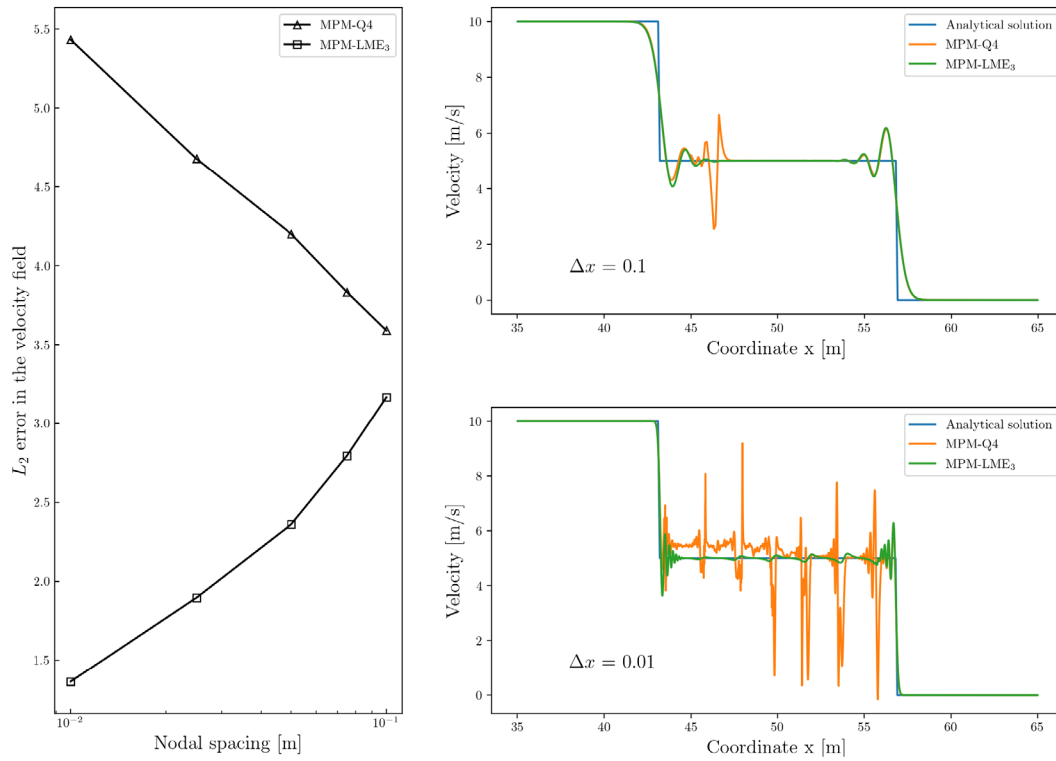 MPM-Q4
MPM-LME₃
5.5
5.0
4.5
4.0
3.5
3.0
2.5
2.0
1.5
10⁻²
10⁻¹
Nodal spacing [m]
L₂ error in the velocity field
Analytical solution
MPM-Q4
MPM-LME₃
10
8
6
4
2
0
Δx = 0.1
35
40
45
50
55
60
65
Coordinate x [m]
Velocity [m/s]
Analytical solution
MPM-Q4
MPM-LME₃
10
8
6
4
2
0
Δx = 0.01
35
40
45
50
55
60
65
Coordinate x [m]
Velocity [m/s]